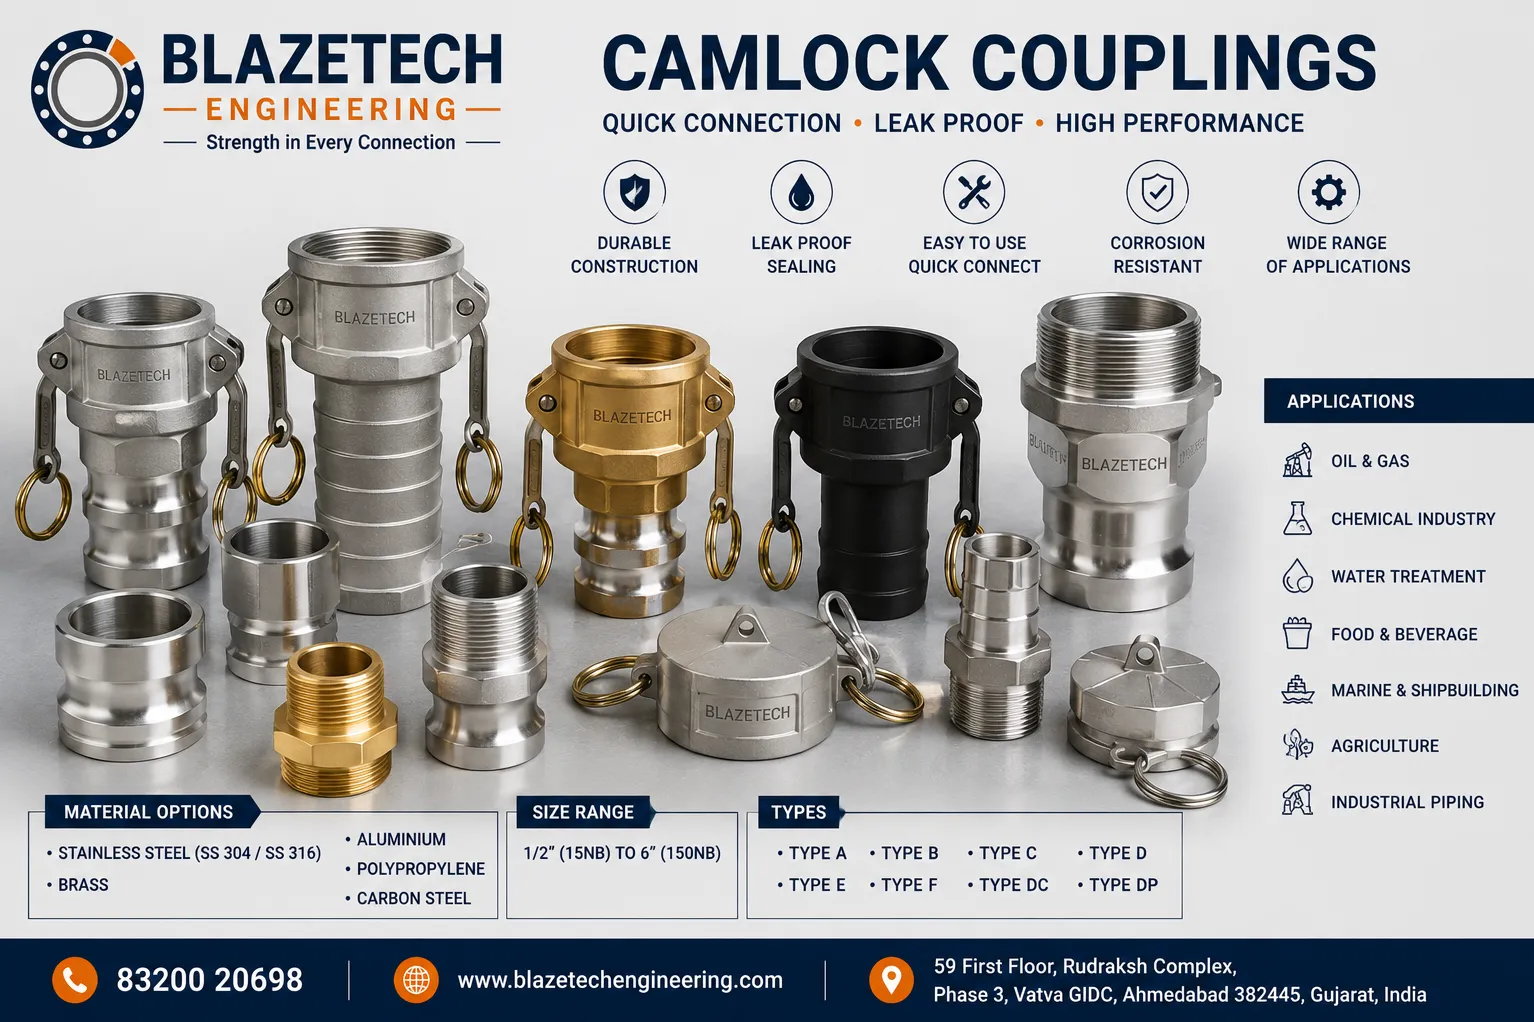 BLAZETECH
ENGINEERING
Strength in Every Connection
CAMLOCK COUPLINGS
QUICK CONNECTION • LEAK PROOF • HIGH PERFORMANCE
DURABLE
CONSTRUCTION
LEAK PROOF
SEALING
EASY TO USE
QUICK CONNECT
CORROSION
RESISTANT
WIDE RANGE
OF APPLICATIONS
BLAZETECH
BLAZETECH
BLAZETECH
BLAZETECH
BLAZETECH
BLAZETECH
APPLICATIONS
OIL & GAS
CHEMICAL INDUSTRY
WATER TREATMENT
FOOD & BEVERAGE
MARINE & SHIPBUILDING
AGRICULTURE
INDUSTRIAL PIPING
MATERIAL OPTIONS
• STAINLESS STEEL (SS 304 / SS 316)
• BRASS
• ALUMINIUM
• POLYPROPYLENE
• CARBON STEEL
SIZE RANGE
1/2” (15NB) TO 6” (150NB)
TYPES
• TYPE A • TYPE B • TYPE C • TYPE D
• TYPE E • TYPE F • TYPE DC • TYPE DP
83200 20698
www.blazetechengineering.com
59 First Floor, Rudraksh Complex,
Phase 3, Vatva GIDC, Ahmedabad 382445, Gujarat, India